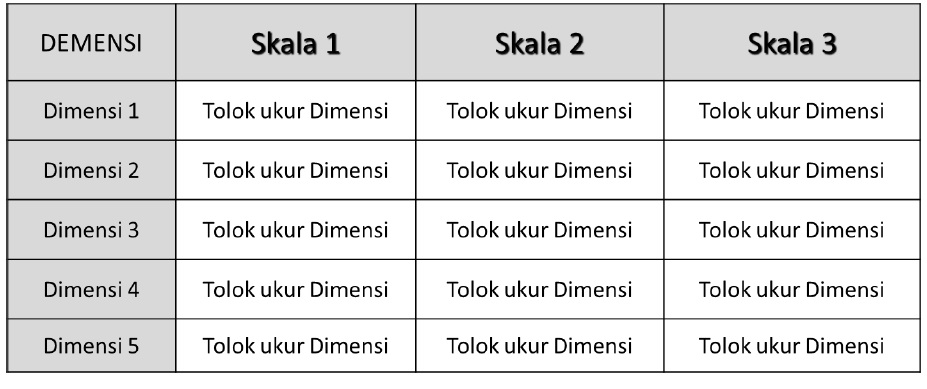 DEMENSI Skala 1 Skala 2 Skala 3
Dimensi 1 Tolok ukur Dimensi Tolok ukur Dimensi Tolok ukur Dimensi
Dimensi 2 Tolok ukur Dimensi Tolok ukur Dimensi Tolok ukur Dimensi
Dimensi 3 Tolok ukur Dimensi Tolok ukur Dimensi Tolok ukur Dimensi
Dimensi 4 Tolok ukur Dimensi Tolok ukur Dimensi Tolok ukur Dimensi
Dimensi 5 Tolok ukur Dimensi Tolok ukur Dimensi Tolok ukur Dimensi